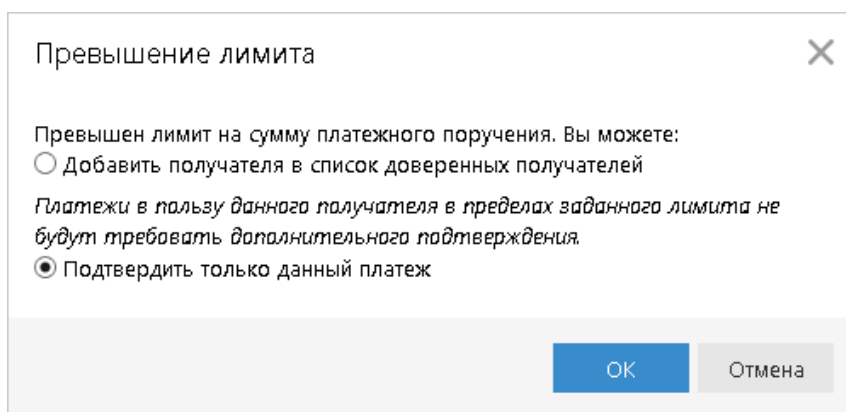 Превышение лимита
Превышен лимит на сумму платежного поручения. Вы можете:
Добавить получателя в список доверенных получателей
Платежи в пользу данного получателя в пределах заданного лимита не
будут требовать дополнительного подтверждения.
Подтвердить только данный платеж
ОК
Отмена